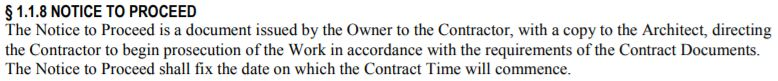 § 1.1.8 NOTICE TO PROCEED
The Notice to Proceed is a document issued by the Owner to the Contractor, with a copy to the Architect, directing
the Contractor to begin prosecution of the Work in accordance with the requirements of the Contract Documents.
The Notice to Proceed shall fix the date on which the Contract Time will commence.